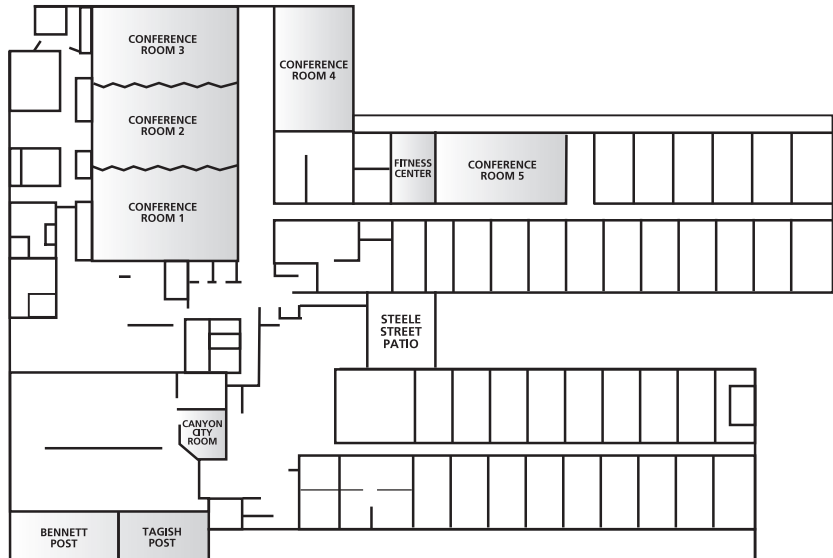 CONFERENCE
ROOM 3
CONFERENCE
ROOM 4
CONFERENCE
ROOM 2
FITNESS
CENTER
CONFERENCE
ROOM 5
CONFERENCE
ROOM 1
STEELE
STREET
PATIO
CANYON
CITY
ROOM
BENNETT
POST
TAGISH
POST